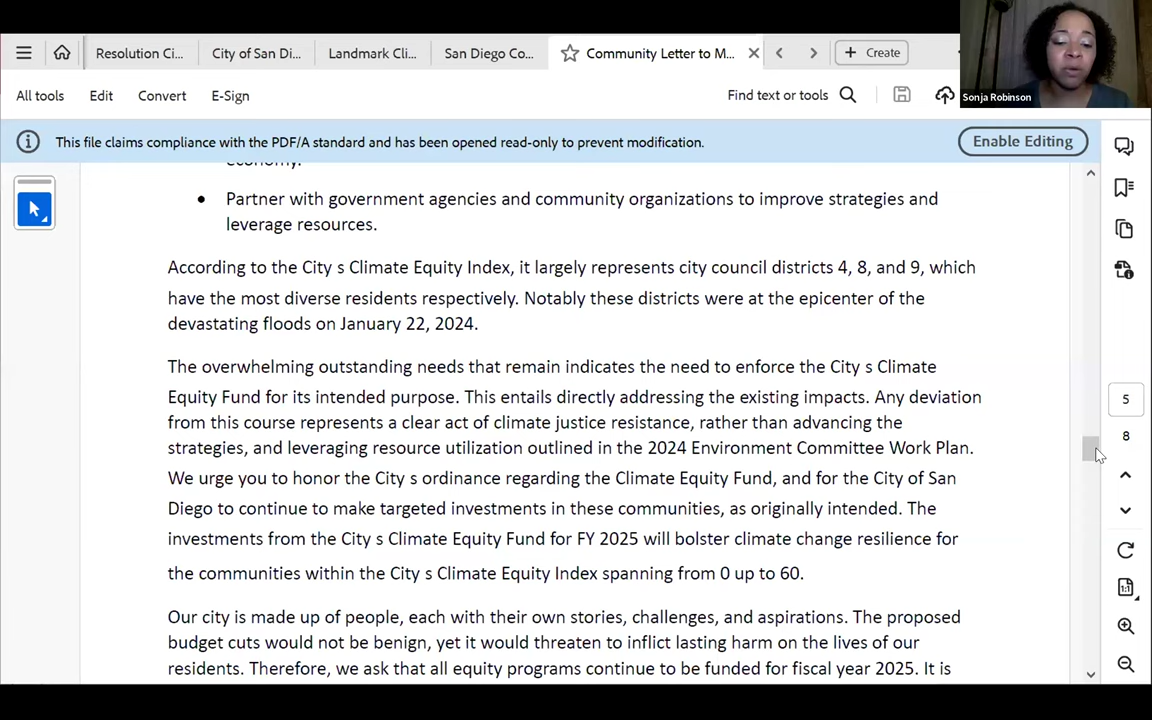 Resolution Ci... City of San Di... Landmark Cli... San Diego Co... Community Letter to M... Create
All tools Edit Convert E-Sign Find text or tools
Sonja Robinson
This file claims compliance with the PDF/A standard and has been opened read-only to prevent modification. Enable Editing
economy.
• Partner with government agencies and community organizations to improve strategies and
leverage resources.
According to the City s Climate Equity Index, it largely represents city council districts 4, 8, and 9, which
have the most diverse residents respectively. Notably these districts were at the epicenter of the
devastating floods on January 22, 2024.
The overwhelming outstanding needs that remain indicates the need to enforce the City s Climate
Equity Fund for its intended purpose. This entails directly addressing the existing impacts. Any deviation
from this course represents a clear act of climate justice resistance, rather than advancing the
strategies, and leveraging resource utilization outlined in the 2024 Environment Committee Work Plan.
We urge you to honor the City s ordinance regarding the Climate Equity Fund, and for the City of San
Diego to continue to make targeted investments in these communities, as originally intended. The
investments from the City s Climate Equity Fund for FY 2025 will bolster climate change resilience for
the communities within the City s Climate Equity Index spanning from 0 up to 60.
Our city is made up of people, each with their own stories, challenges, and aspirations. The proposed
budget cuts would not be benign, yet it would threaten to inflict lasting harm on the lives of our
residents. Therefore, we ask that all equity programs continue to be funded for fiscal year 2025. It is
5
8
1:1